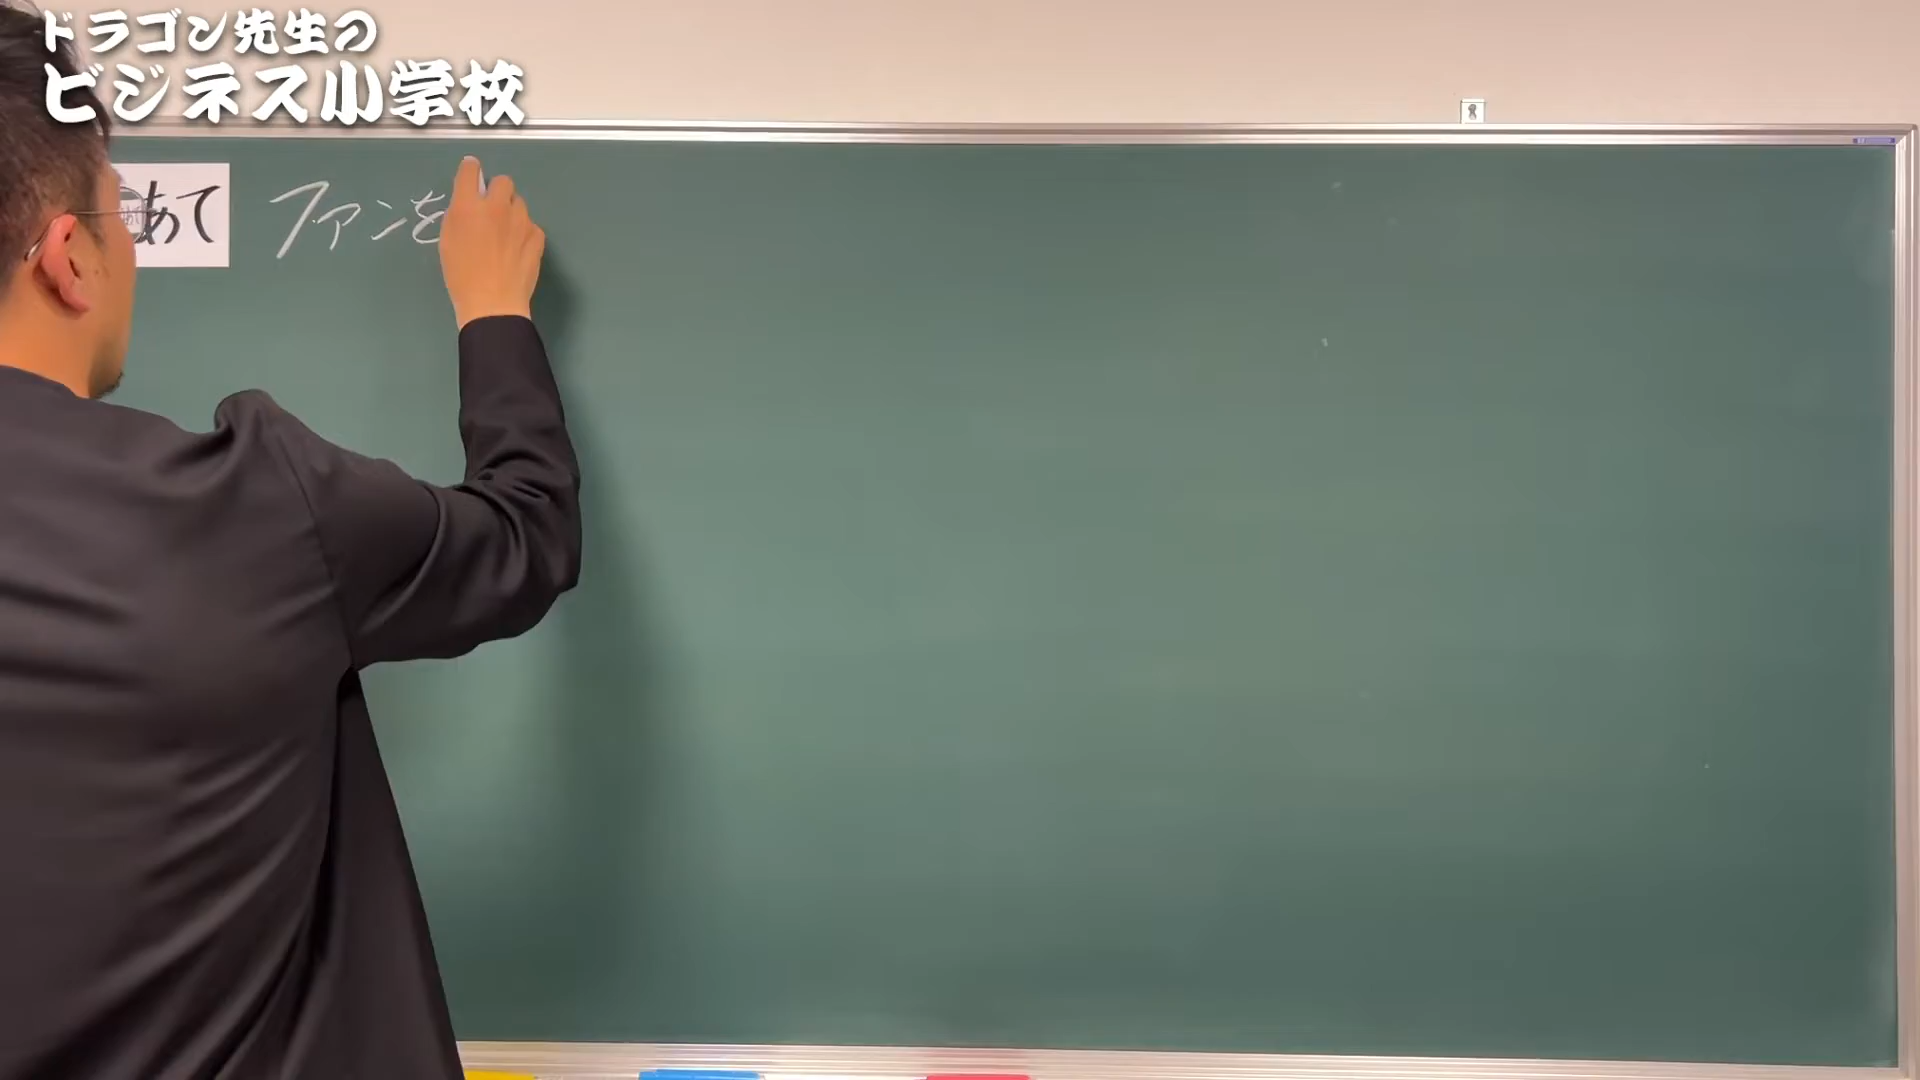 ドラゴン先生の
ビジネス小学校
あて ファンを